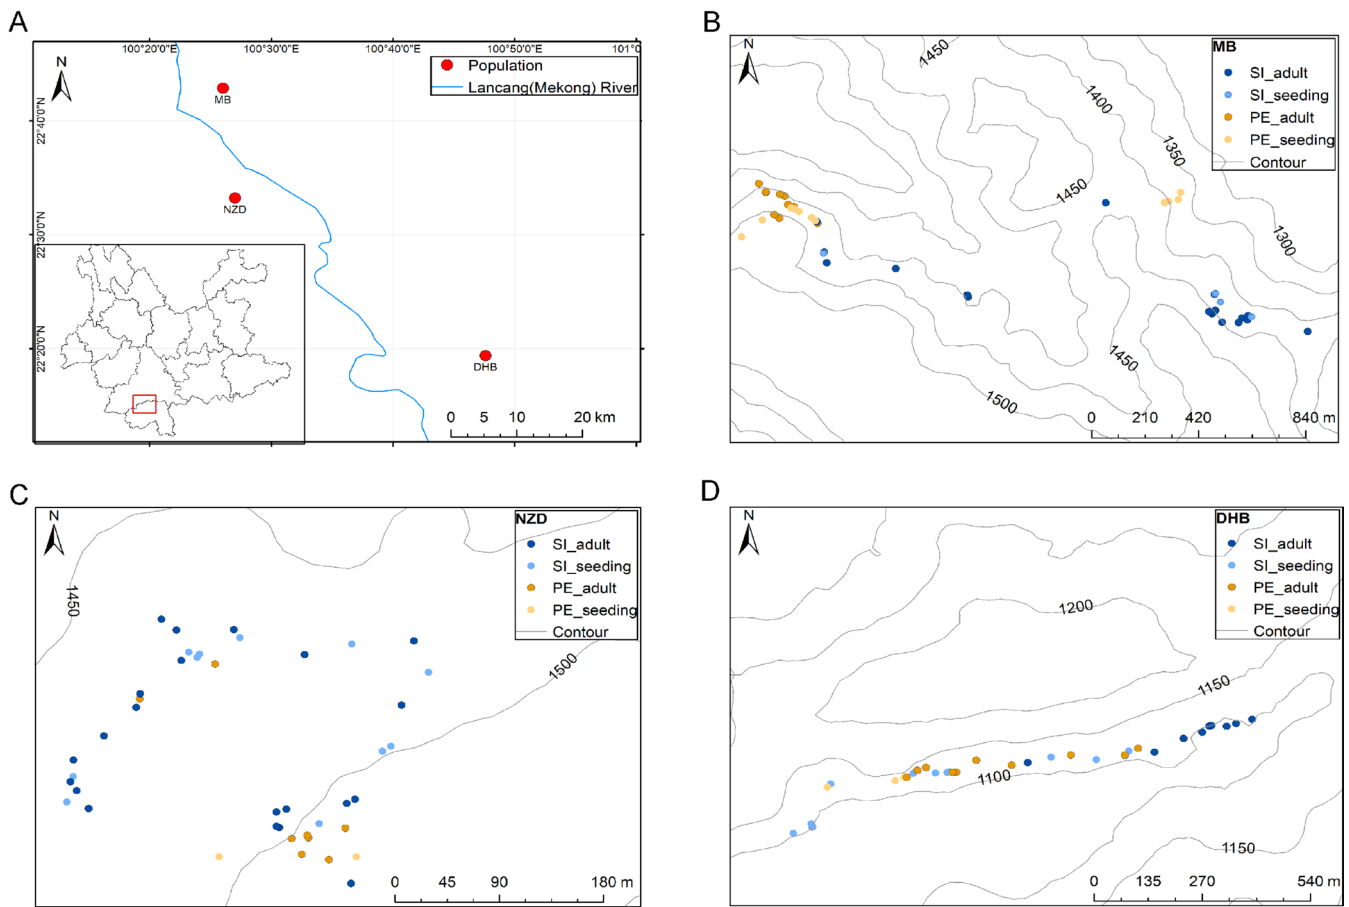 A
100°20'0"E
100°30'0"E
100°40'0"E
100°50'0"E
101°0
N
22°40'0"N
22°30'0"N
22°20'0"N
Population
Lancang(Mekong) River
MB
NZD
DHB
0 5 10 20 km
B
N
MB
SI_adult
SI_seeding
PE_adult
PE_seeding
Contour
1450
1400
1350
1450
1300
1450
1500
0 210 420 840 m
C
N
NZD
SI_adult
SI_seeding
PE_adult
PE_seeding
Contour
1450
1500
0 45 90 180 m
D
N
DHB
SI_adult
SI_seeding
PE_adult
PE_seeding
Contour
1200
1150
1100
1150
0 135 270 540 m